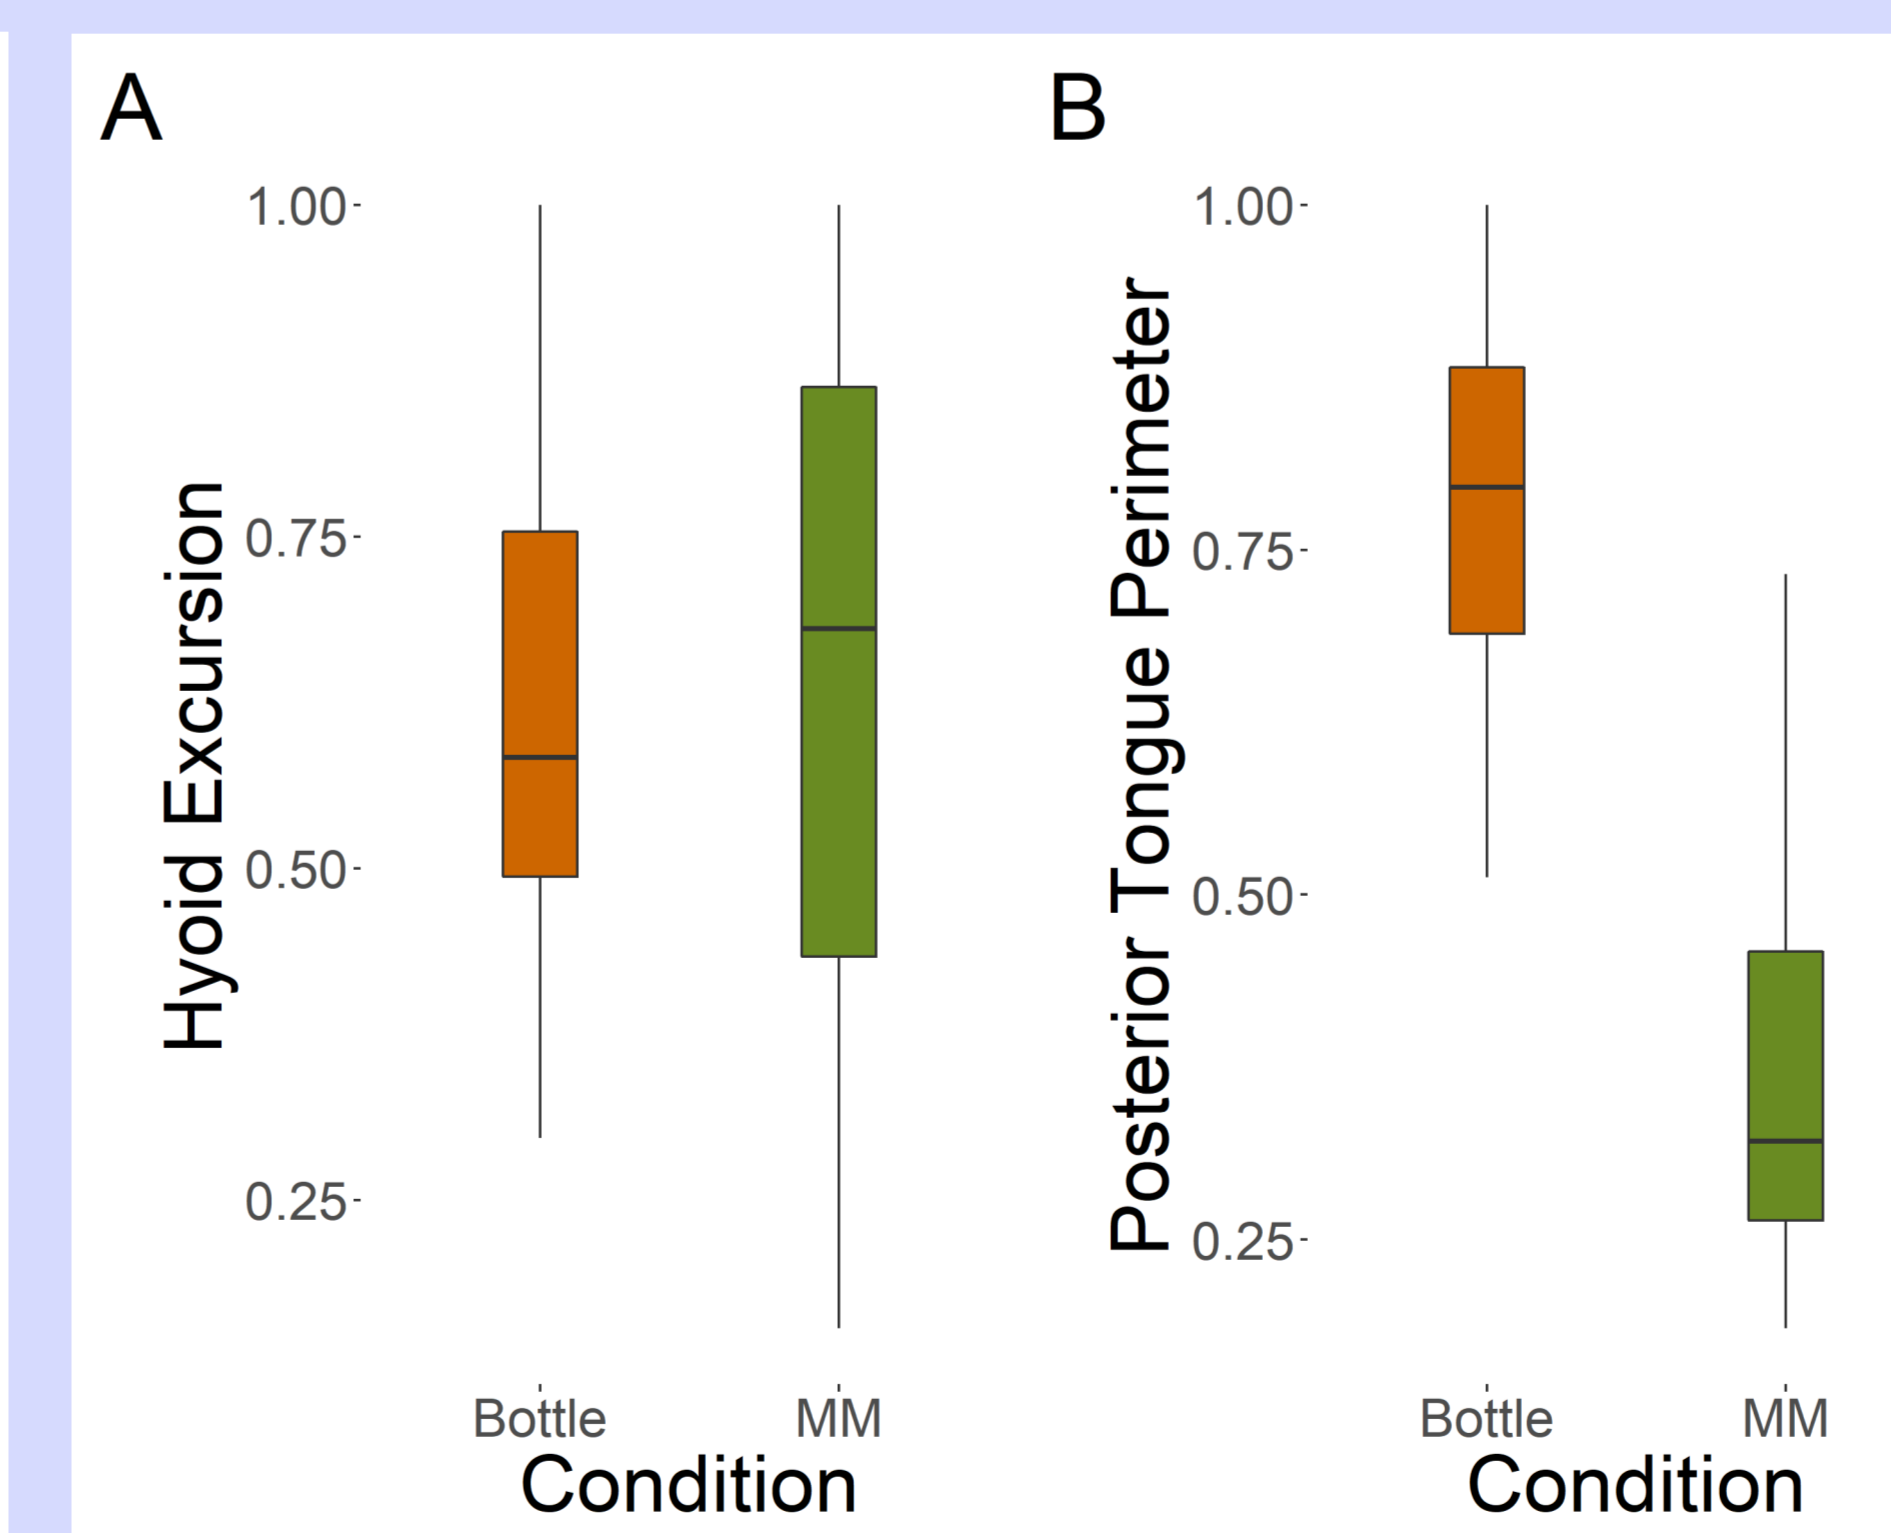 A
Hyoid Excursion
1.00
0.75
0.50
0.25
Bottle MM
Condition
B
Posterior Tongue Perimeter
1.00
0.75
0.50
0.25
Bottle MM
Condition